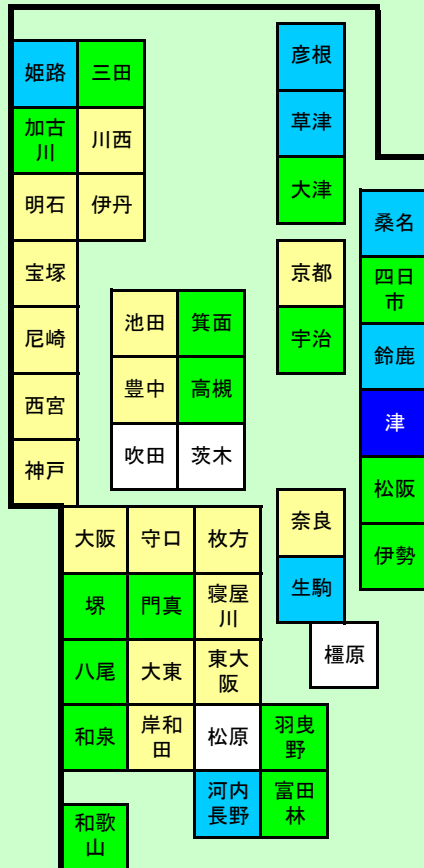 姫路
三田
加古
川
川西
明石
伊丹
宝塚
尼崎
西宮
神戸
池田
箕面
豊中
高槻
吹田
茨木
彦根
草津
大津
京都
宇治
桑名
四日
市
鈴鹿
津
松阪
伊勢
奈良
生駒
橿原
大阪
守口
枚方
堺
門真
寝屋
川
八尾
大東
東大
阪
和泉
岸和
田
松原
羽曳
野
河内
長野
富田
林
和歌
山